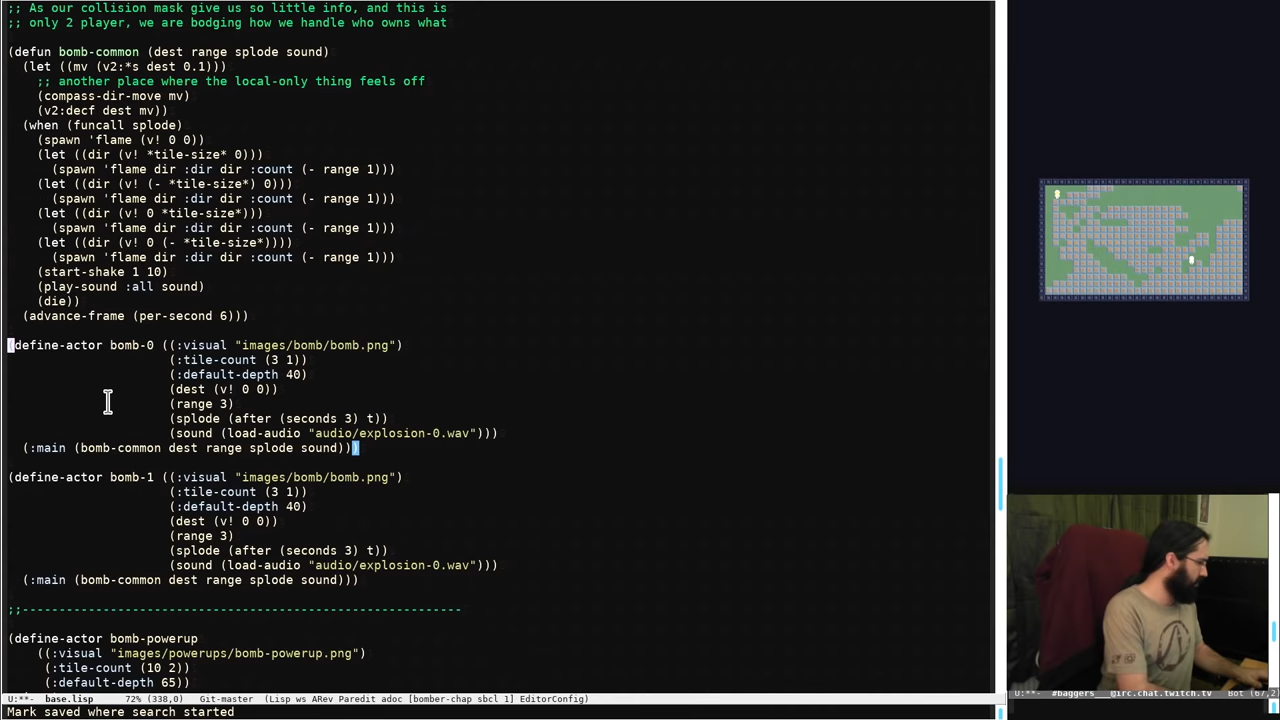 ;; As our collision mask give us so little info, and this is
;; only 2 player, we are bodging how we handle who owns what
(defun bomb-common (dest range splode sound)
(let ((mv (v2:*s dest 0.1)))
;; another place where the local-only thing feels off
(compass-dir-move mv)
(v2:decf dest mv))
(when (funcall splode)
(spawn 'flame (v! 0 0))
(let ((dir (v! *tile-size* 0)))
(spawn 'flame dir :dir dir :count (- range 1)))
(let ((dir (v! (- *tile-size*) 0)))
(spawn 'flame dir :dir dir :count (- range 1)))
(let ((dir (v! 0 *tile-size*)))
(spawn 'flame dir :dir dir :count (- range 1)))
(let ((dir (v! 0 (- *tile-size*))))
(spawn 'flame dir :dir dir :count (- range 1)))
(start-shake 1 10)
(play-sound :all sound)
(die))
(advance-frame (per-second 6)))
(define-actor bomb-0 ((:visual "images/bomb/bomb.png")
(:tile-count (3 1))
(:default-depth 40)
(dest (v! 0 0))
(range 3)
(splode (after (seconds 3) t))
(sound (load-audio "audio/explosion-0.wav")))
(:main (bomb-common dest range splode sound)))
(define-actor bomb-1 ((:visual "images/bomb/bomb.png")
(:tile-count (3 1))
(:default-depth 40)
(dest (v! 0 0))
(range 3)
(splode (after (seconds 3) t))
(sound (load-audio "audio/explosion-0.wav")))
(:main (bomb-common dest range splode sound)))
;;------------------------------------------------------------
(define-actor bomb-powerup
((:visual "images/powerups/bomb-powerup.png")
(:tile-count (10 2))
(:default-depth 65))
U:**- base.lisp 72% (338,0) Git-master (Lisp ws ARev Paredit adoc [bomber-chap sbcl 1] EditorConfig)
Mark saved where search started
U:**- #baggers___@irc.chat.twitch.tv Bot (67,2